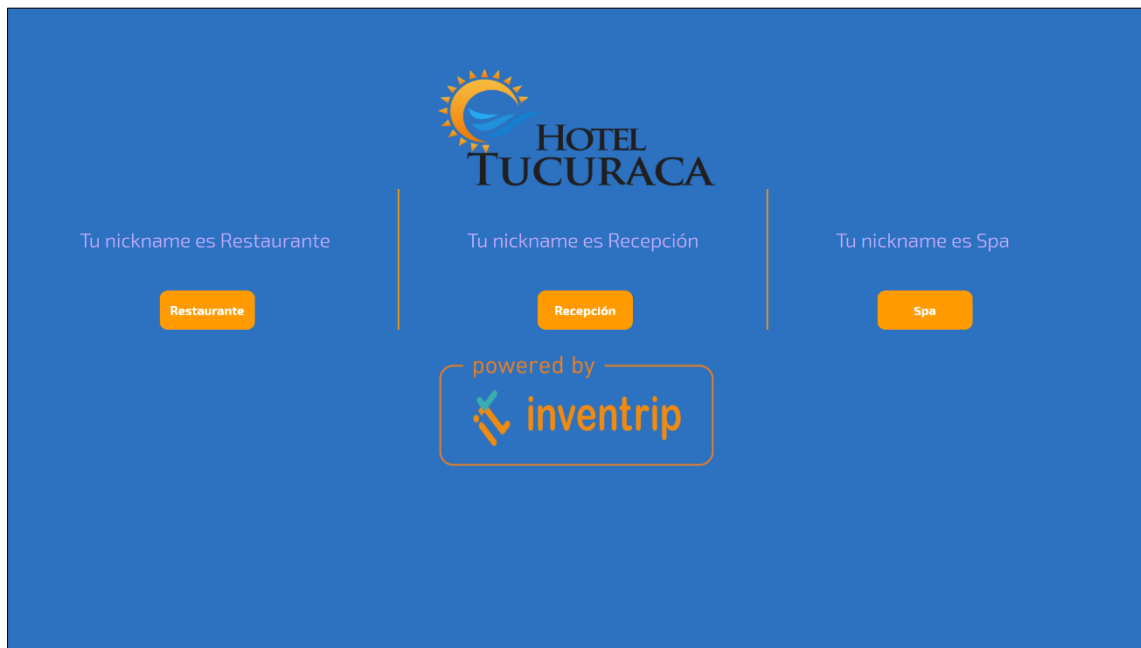 HOTEL
TUCURACA
Tu nickname es Restaurante
Restaurante
Tu nickname es Recepción
Recepción
Tu nickname es Spa
Spa
powered by
inventrip